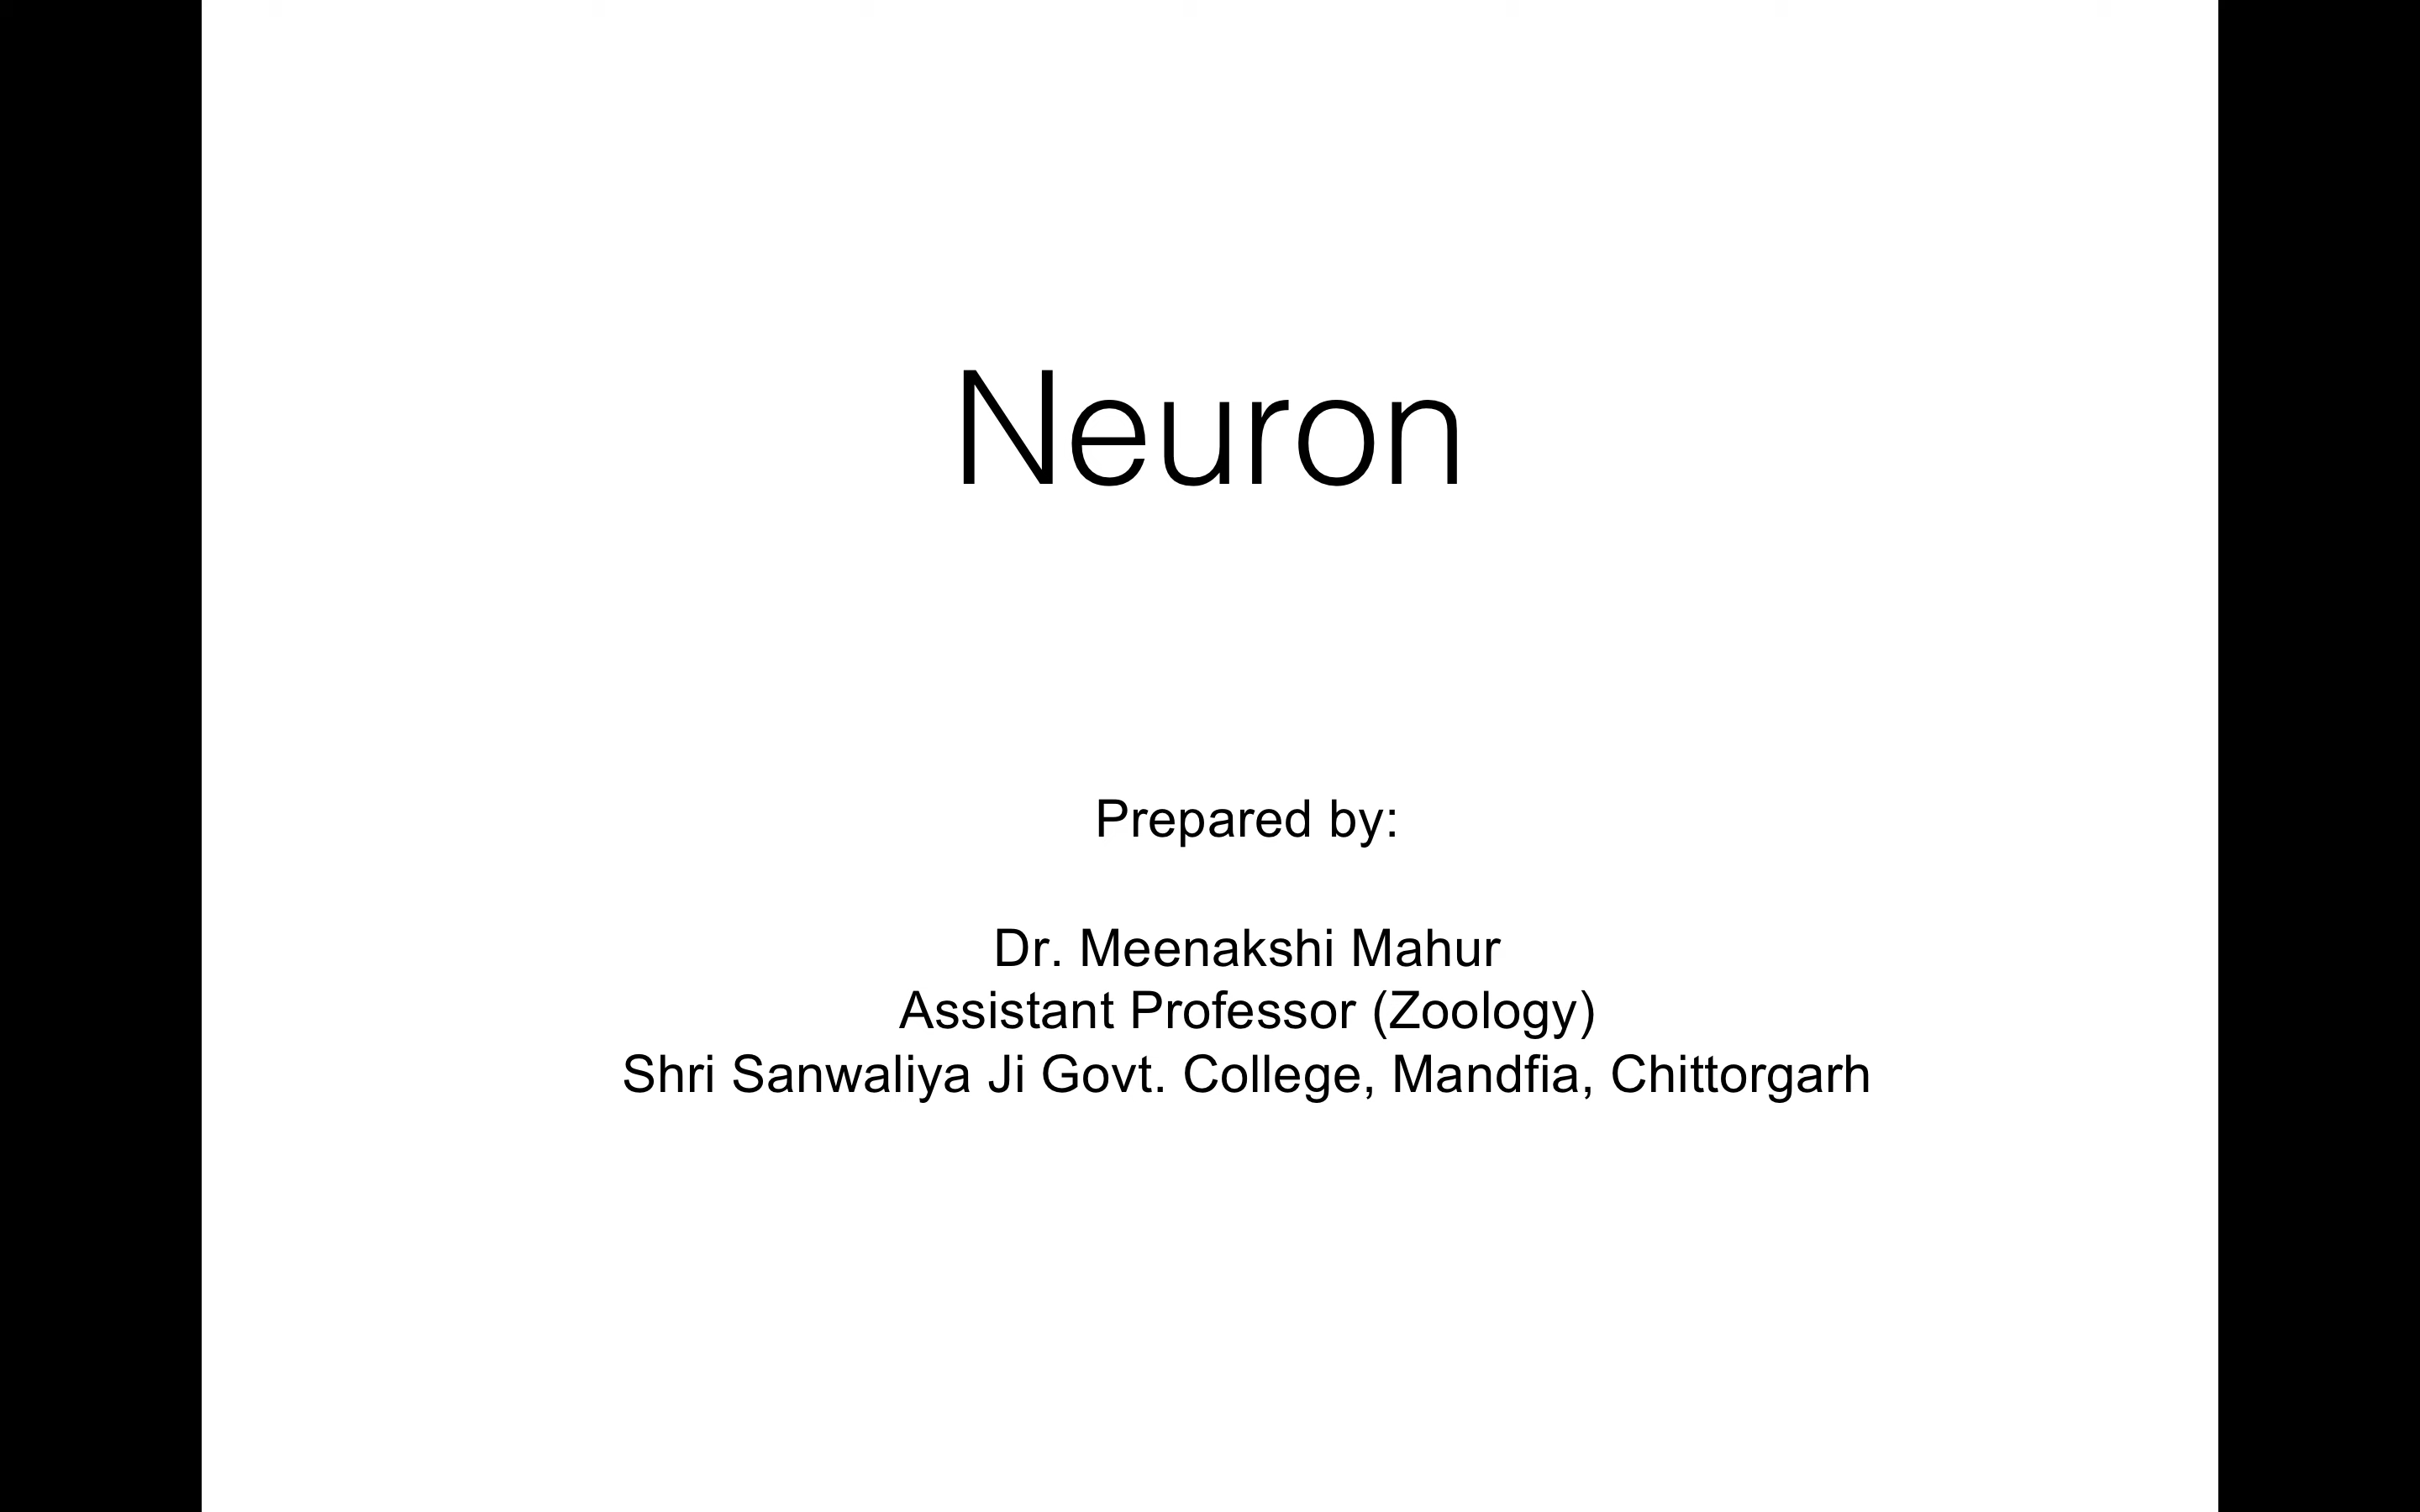 Neuron
Prepared by:
Dr. Meenakshi Mahur
Assistant Professor (Zoology)
Shri Sanwaliya Ji Govt. College, Mandfia, Chittorgarh